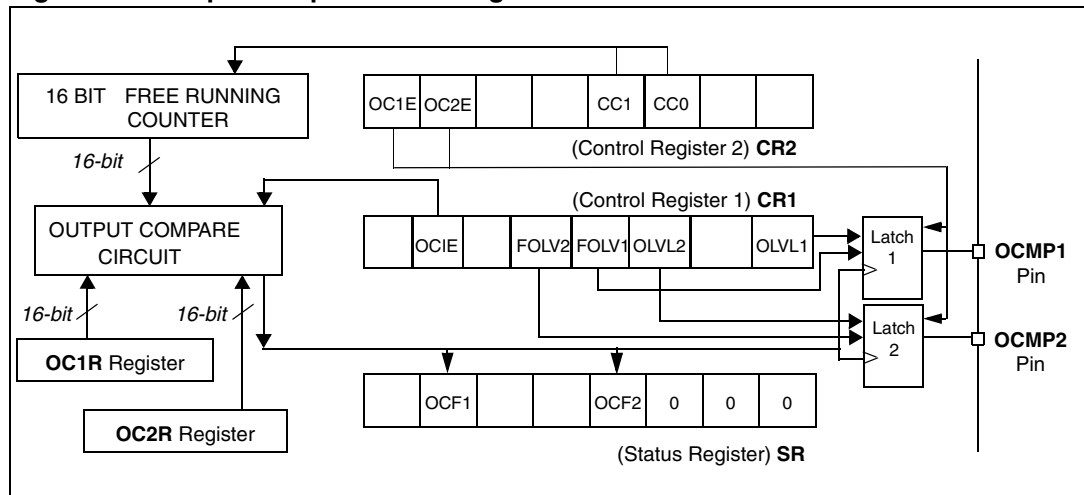 16 BIT FREE RUNNING
COUNTER
OC1E OC2E CC1 CC0
(Control Register 2) CR2
16-bit
(Control Register 1) CR1
OUTPUT COMPARE
CIRCUIT
OCIE FOLV2 FOLV1 OLVL2 OLVL1
Latch
1
OCMP1
Pin
16-bit 16-bit
Latch
2
OCMP2
Pin
OC1R Register
OCF1 OCF2 0 0 0
OC2R Register
(Status Register) SR